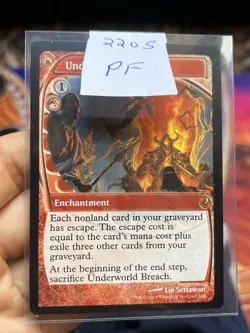 2205
PF
Und
1
Enchantment
Each nonland card in your graveyard
has escape. The escape cost is
equal to the card's mana cost plus
exile three other cards from your
graveyard.
At the beginning of the end step,
sacrifice Underworld Breach.
Lie Setiawan